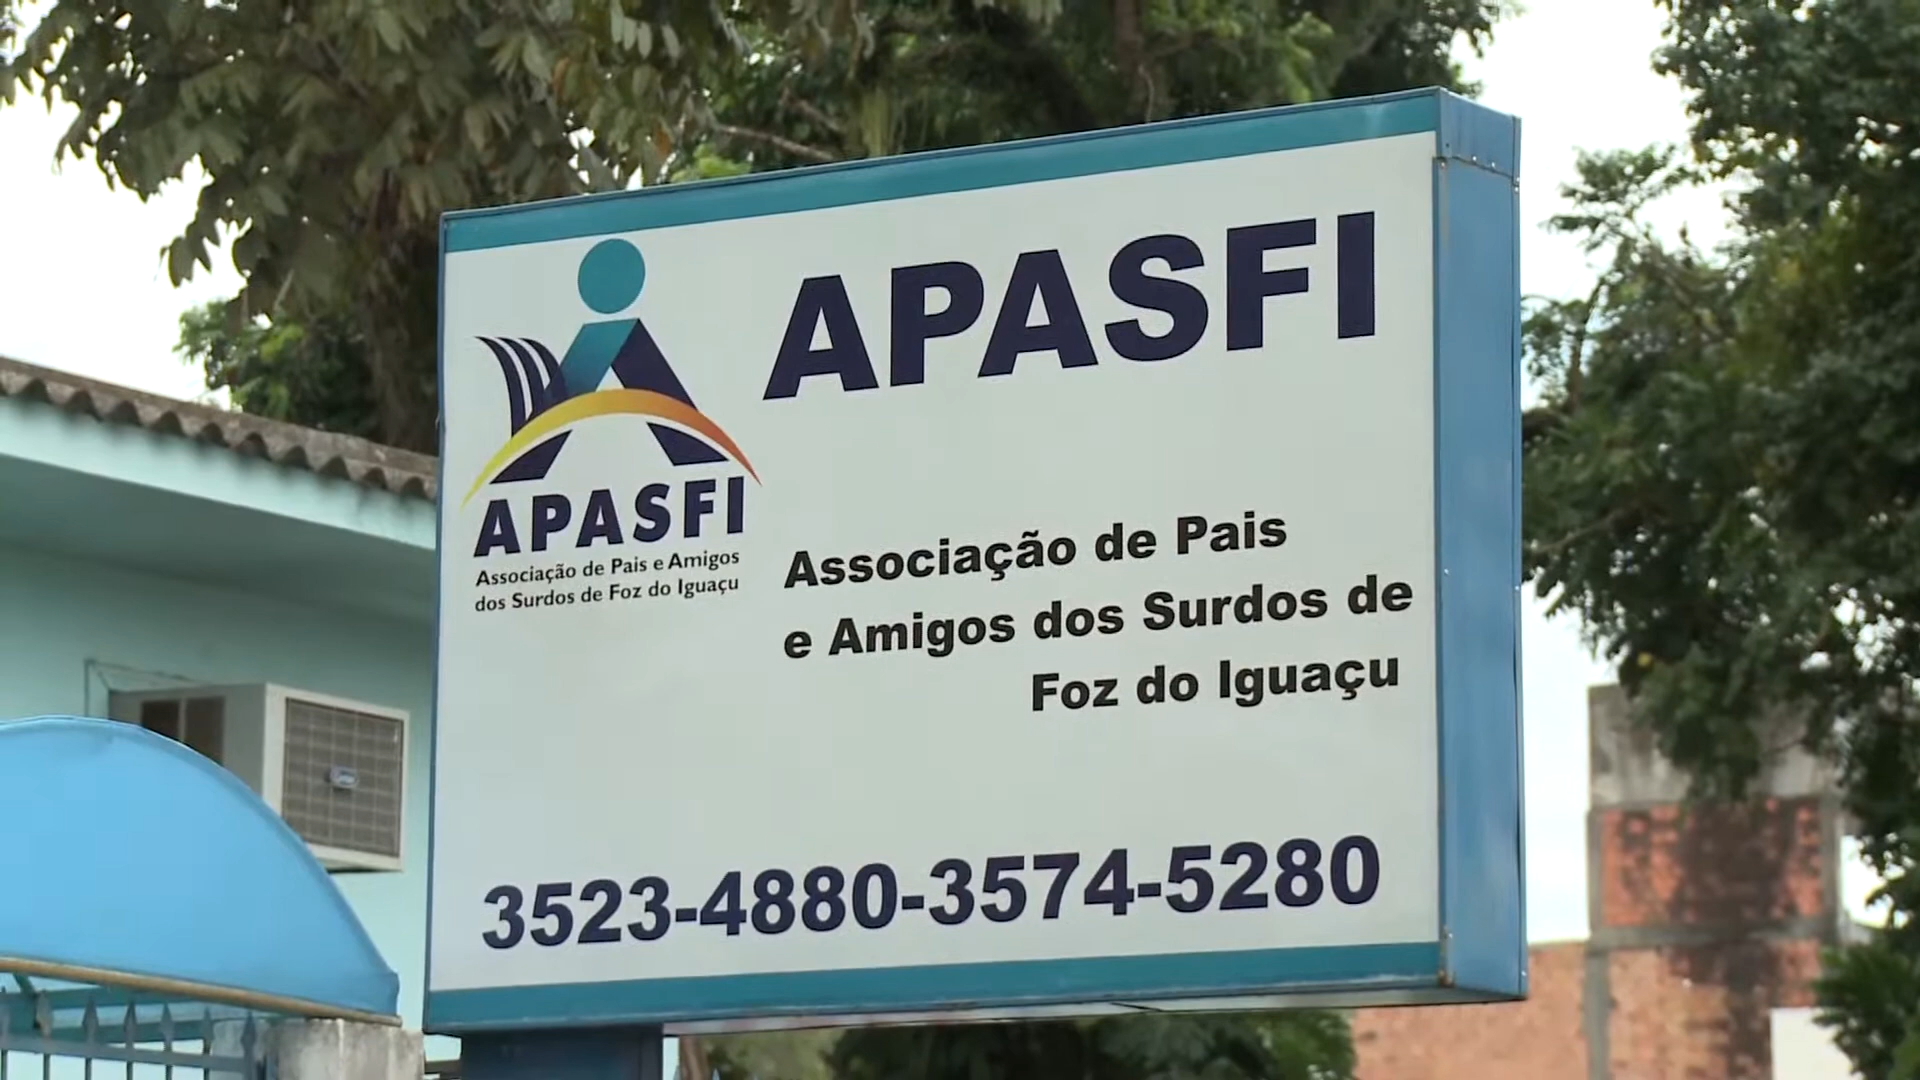 APASFI
APASFI
Associação de Pais e Amigos
dos Surdos de Foz do Iguaçu
Associação de Pais
e Amigos dos Surdos de
Foz do Iguaçu
3523-4880-3574-5280